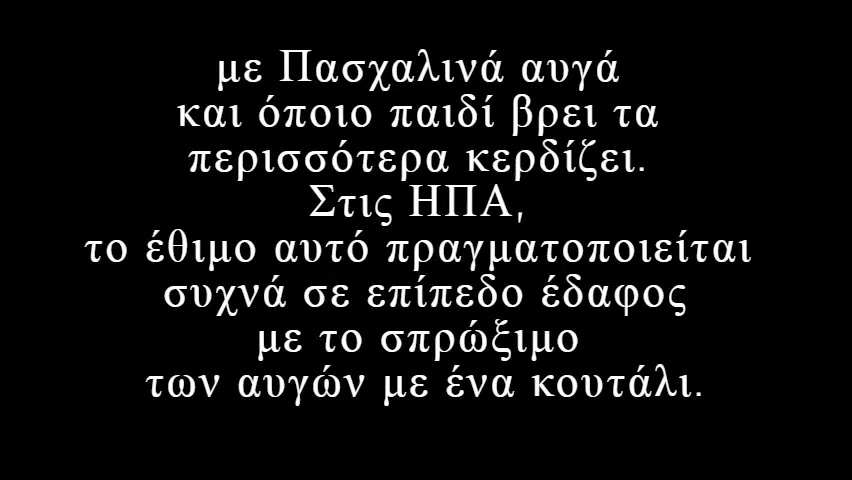 με Πασχαλινά αυγά
και όποιο παιδί βρει τα
περισσότερα κερδίζει.
Στις ΗΠΑ,
το έθιμο αυτό πραγματοποιείται
συχνά σε επίπεδο έδαφος
με το σπρώξιμο
των αυγών με ένα κουτάλι.